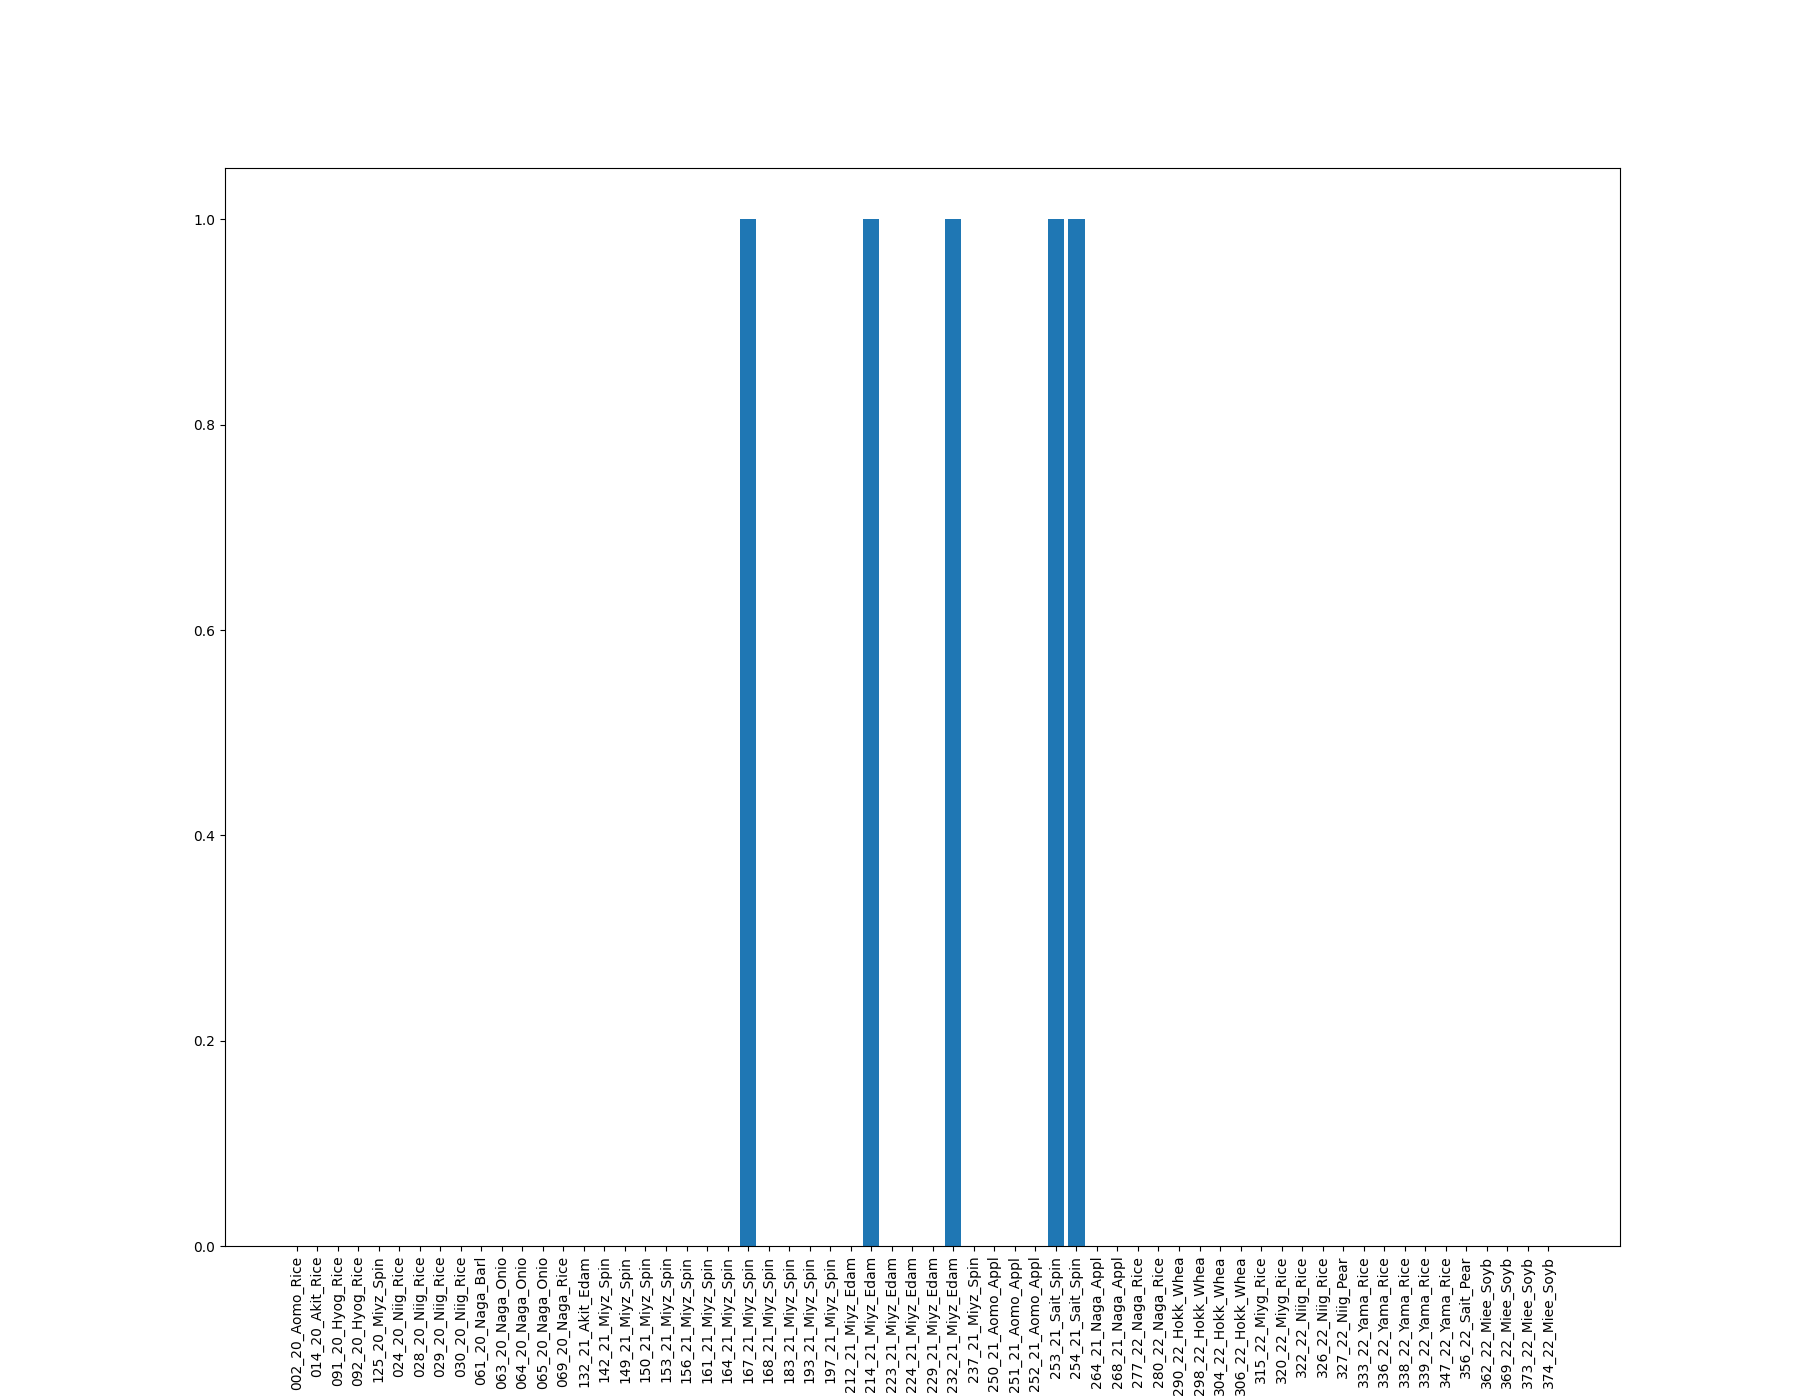 1.0
0.8
0.6
0.4
0.2
0.0
002_20_Aomo_Rice
014_20_Akit_Rice
091_20_Hyog_Rice
092_20_Hyog_Rice
125_20_Miyz_Spin
024_20_Niig_Rice
028_20_Niig_Rice
029_20_Niig_Rice
030_20_Niig_Rice
061_20_Naga_Barl
063_20_Naga_Onio
064_20_Naga_Onio
065_20_Naga_Onio
069_20_Naga_Rice
132_21_Akit_Edam
142_21_Miyz_Spin
149_21_Miyz_Spin
150_21_Miyz_Spin
153_21_Miyz_Spin
156_21_Miyz_Spin
161_21_Miyz_Spin
164_21_Miyz_Spin
167_21_Miyz_Spin
168_21_Miyz_Spin
183_21_Miyz_Spin
193_21_Miyz_Spin
197_21_Miyz_Spin
212_21_Miyz_Edam
214_21_Miyz_Edam
223_21_Miyz_Edam
224_21_Miyz_Edam
229_21_Miyz_Edam
232_21_Miyz_Edam
237_21_Miyz_Spin
250_21_Aomo_Appl
251_21_Aomo_Appl
252_21_Aomo_Appl
253_21_Sait_Spin
254_21_Sait_Spin
264_21_Naga_Appl
268_21_Naga_Appl
277_22_Naga_Rice
280_22_Naga_Rice
290_22_Hokk_Whea
298_22_Hokk_Whea
304_22_Hokk_Whea
306_22_Hokk_Whea
315_22_Miyg_Rice
320_22_Miyg_Rice
322_22_Niig_Rice
326_22_Niig_Rice
327_22_Niig_Pear
333_22_Yama_Rice
336_22_Yama_Rice
338_22_Yama_Rice
339_22_Yama_Rice
347_22_Yama_Rice
356_22_Sait_Pear
362_22_Miee_Soyb
369_22_Miee_Soyb
373_22_Miee_Soyb
374_22_Miee_Soyb